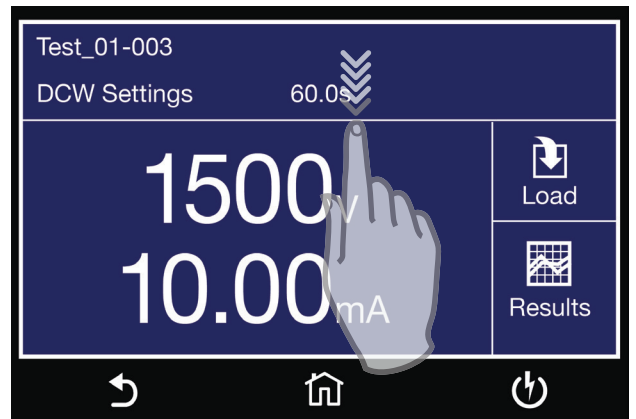 Test_01-003
DCW Settings 60.0s
1500V
10.00mA
Load
Results